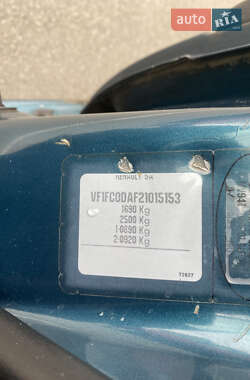 auto RIA
RENAULT SA
VF1FC0DAF21015153
1690 Kg
2500 Kg
1-0890 Kg
2-0920 Kg
72827